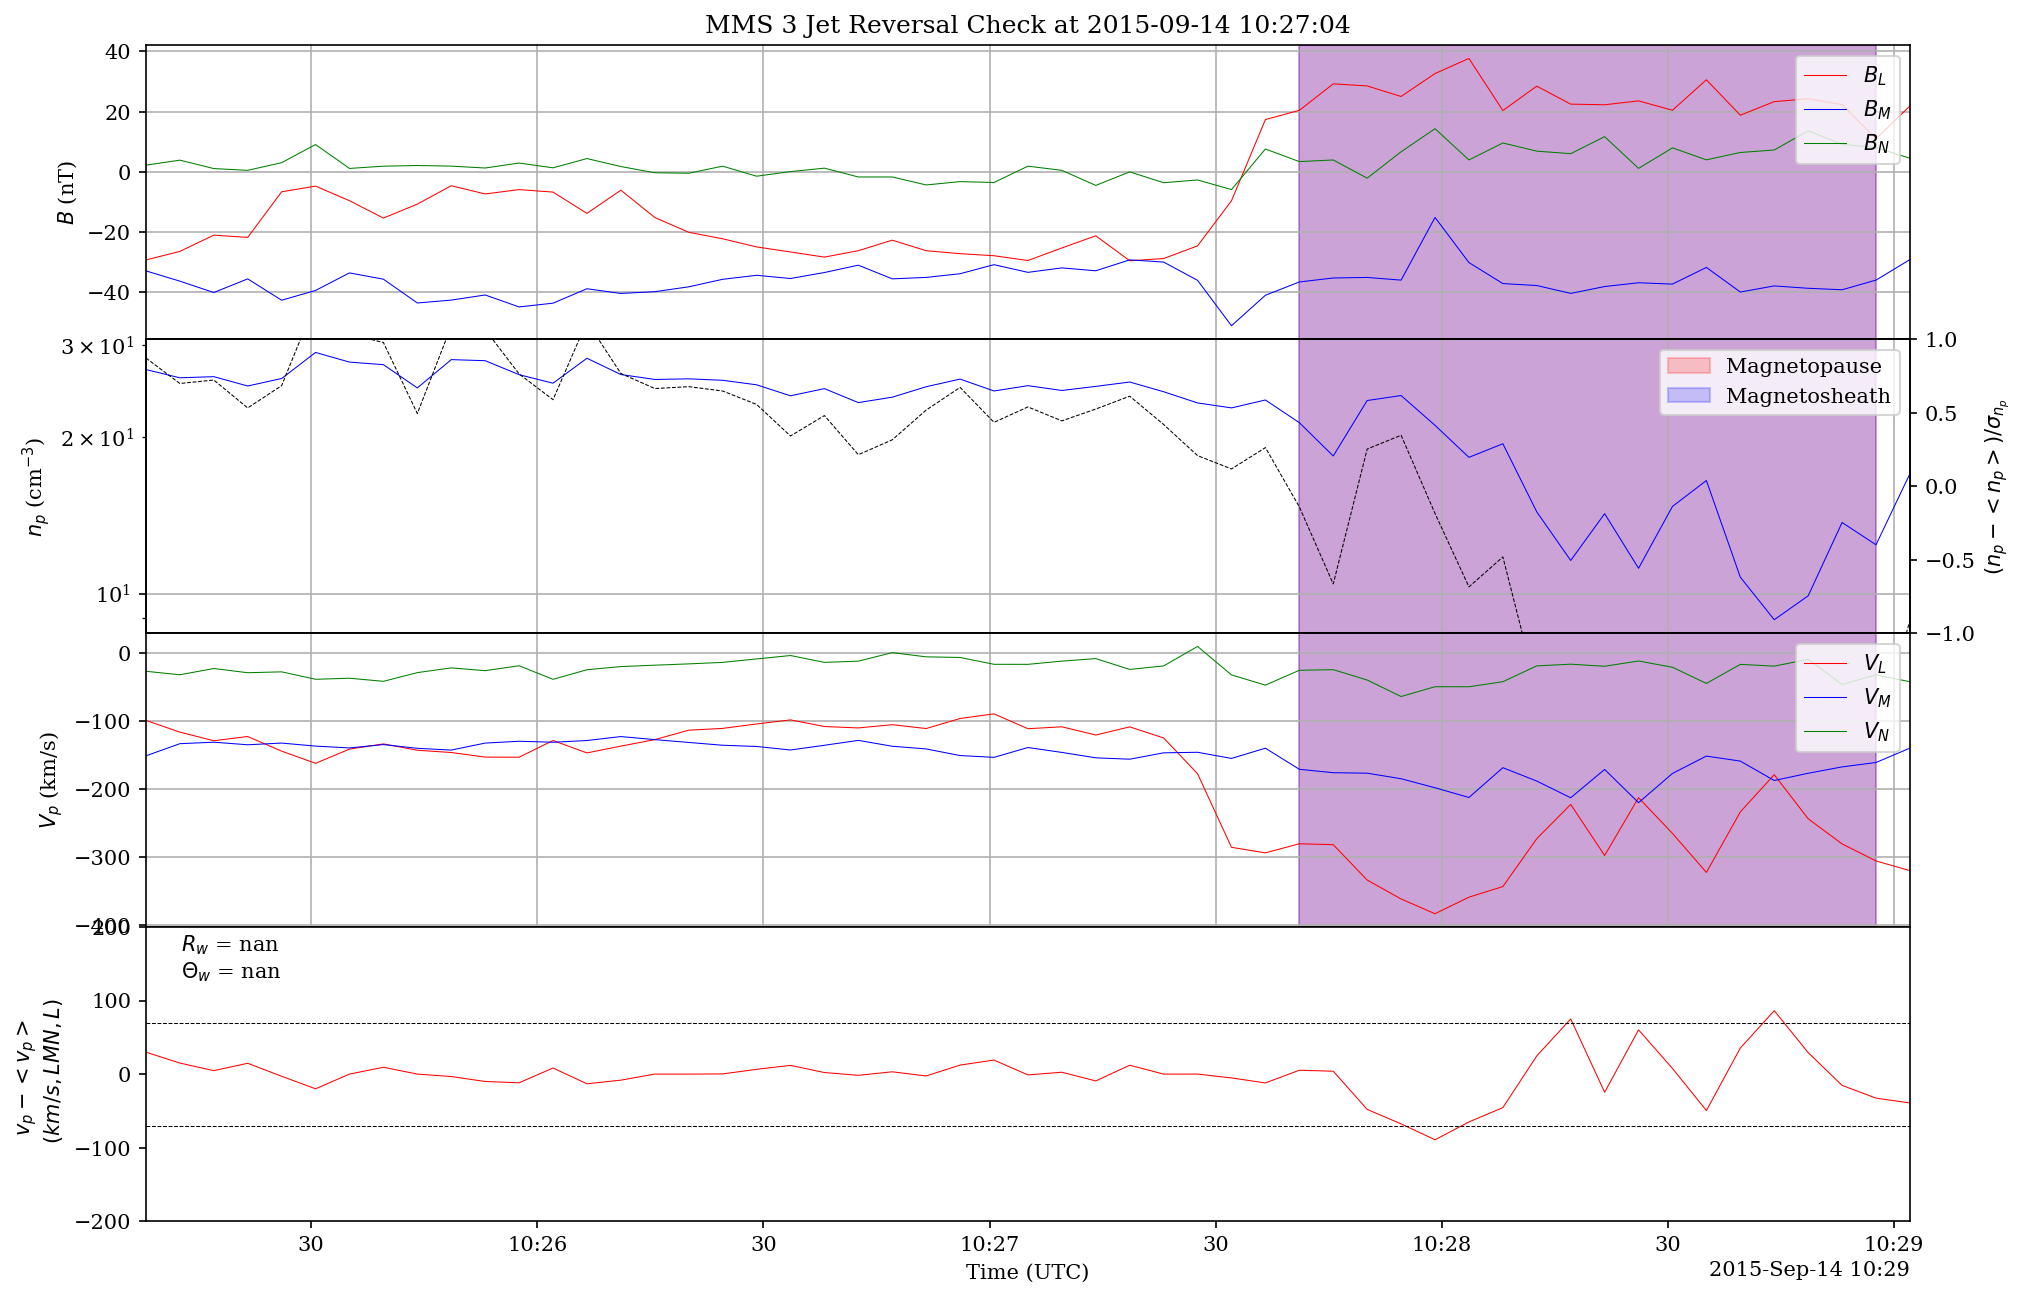 MMS 3 Jet Reversal Check at 2015-09-14 10:27:04
40
20
0
−20
−40
B (nT)
B_L
B_M
B_N
3 × 10^1
2 × 10^1
10^1
n_p (cm^−3)
Magnetopause
Magnetosheath
1.0
0.5
0.0
−0.5
−1.0
(n_p − < n_p >)/σ_{n_p}
0
−100
−200
−300
−400
V_p (km/s)
V_L
V_M
V_N
200
100
0
−100
−200
v_p − < v_p >
(km/s, LMN, L)
R_w = nan
Θ_w = nan
30 10:26 30 10:27 30 10:28 30 10:29
Time (UTC)
2015-Sep-14 10:29